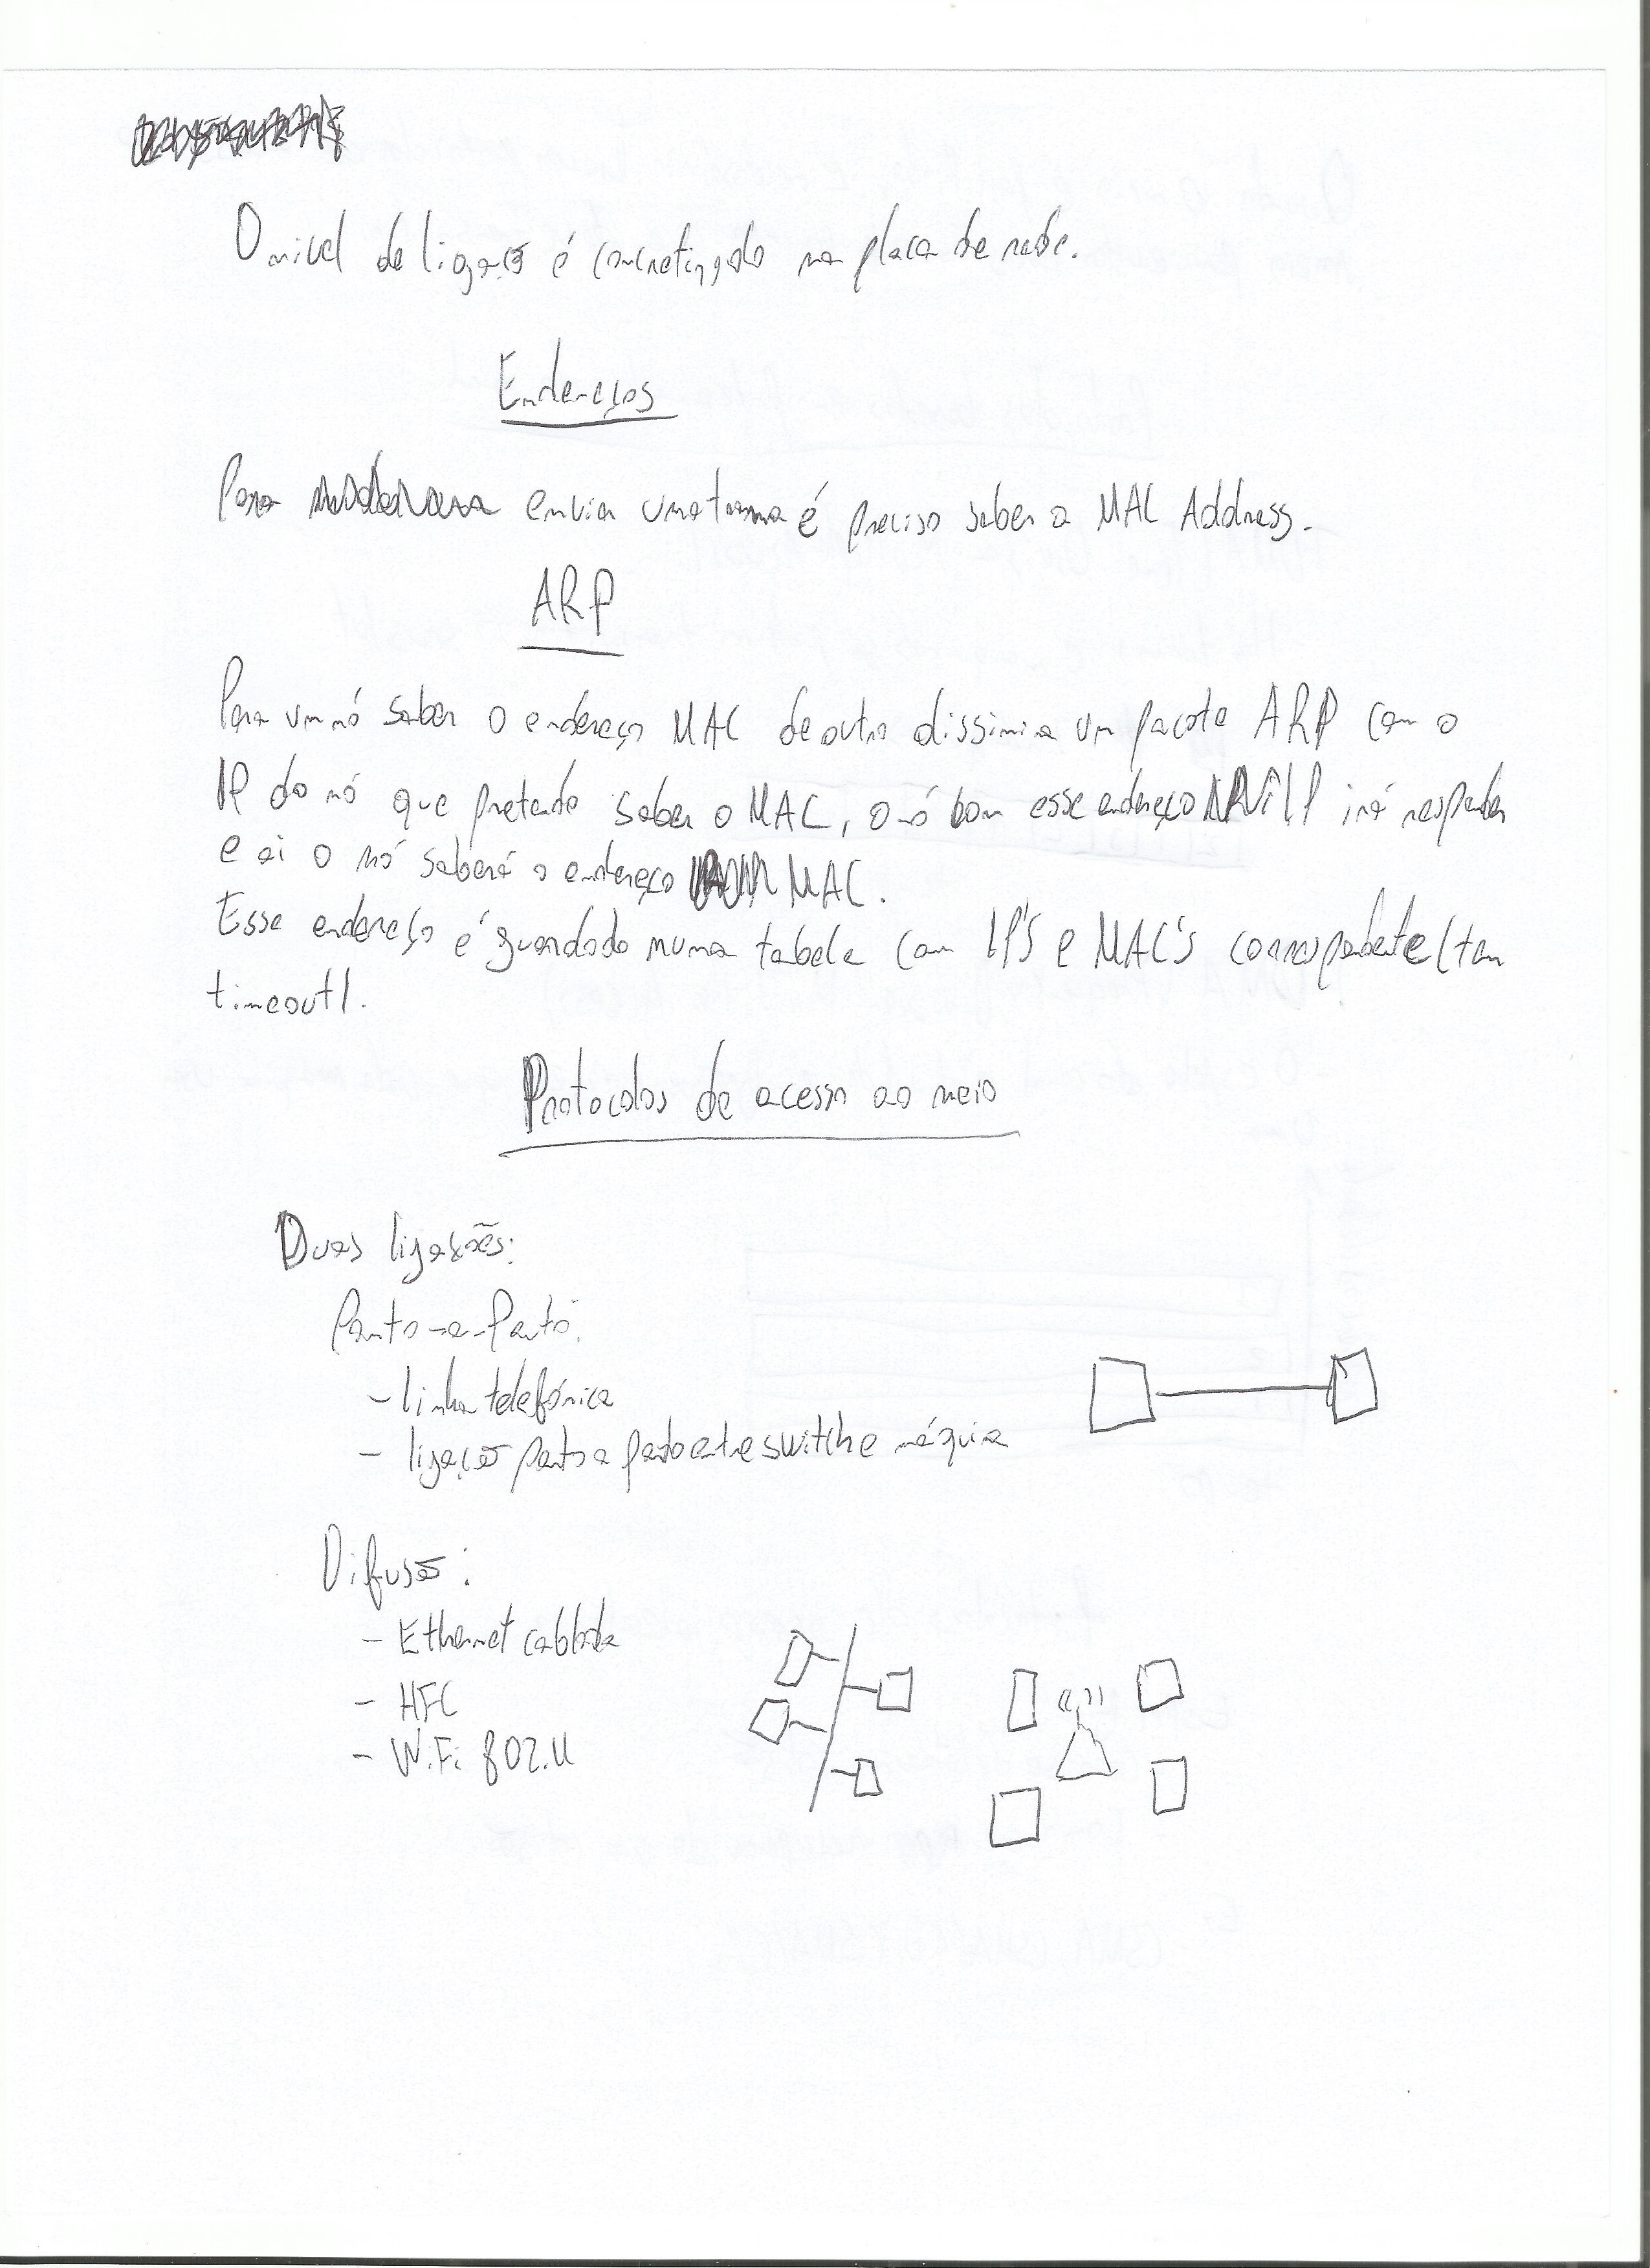 O nivel de ligação é concretizado na placa de rede.
Endereços
Para enviar uma trama é preciso saber o MAC Address.
ARP
Para um nó saber o endereço MAC de outro dissimina um pacote ARP com o
IP do nó que pretende saber o MAC, o nó com esse endereço IP irá responder
e ai o nó saberá o endereço MAC.
Esse endereço é guardado numa tabela com IP's e MAC's correspondente (tem
timeout).
Protocolos de acesso ao meio
Duas ligações:
Ponto-a-Ponto:
- linha telefónica
- ligação ponto a ponto entre switch e máquia
Difusão:
- Ethernet cablada
- HFC
- WiFi 802.11